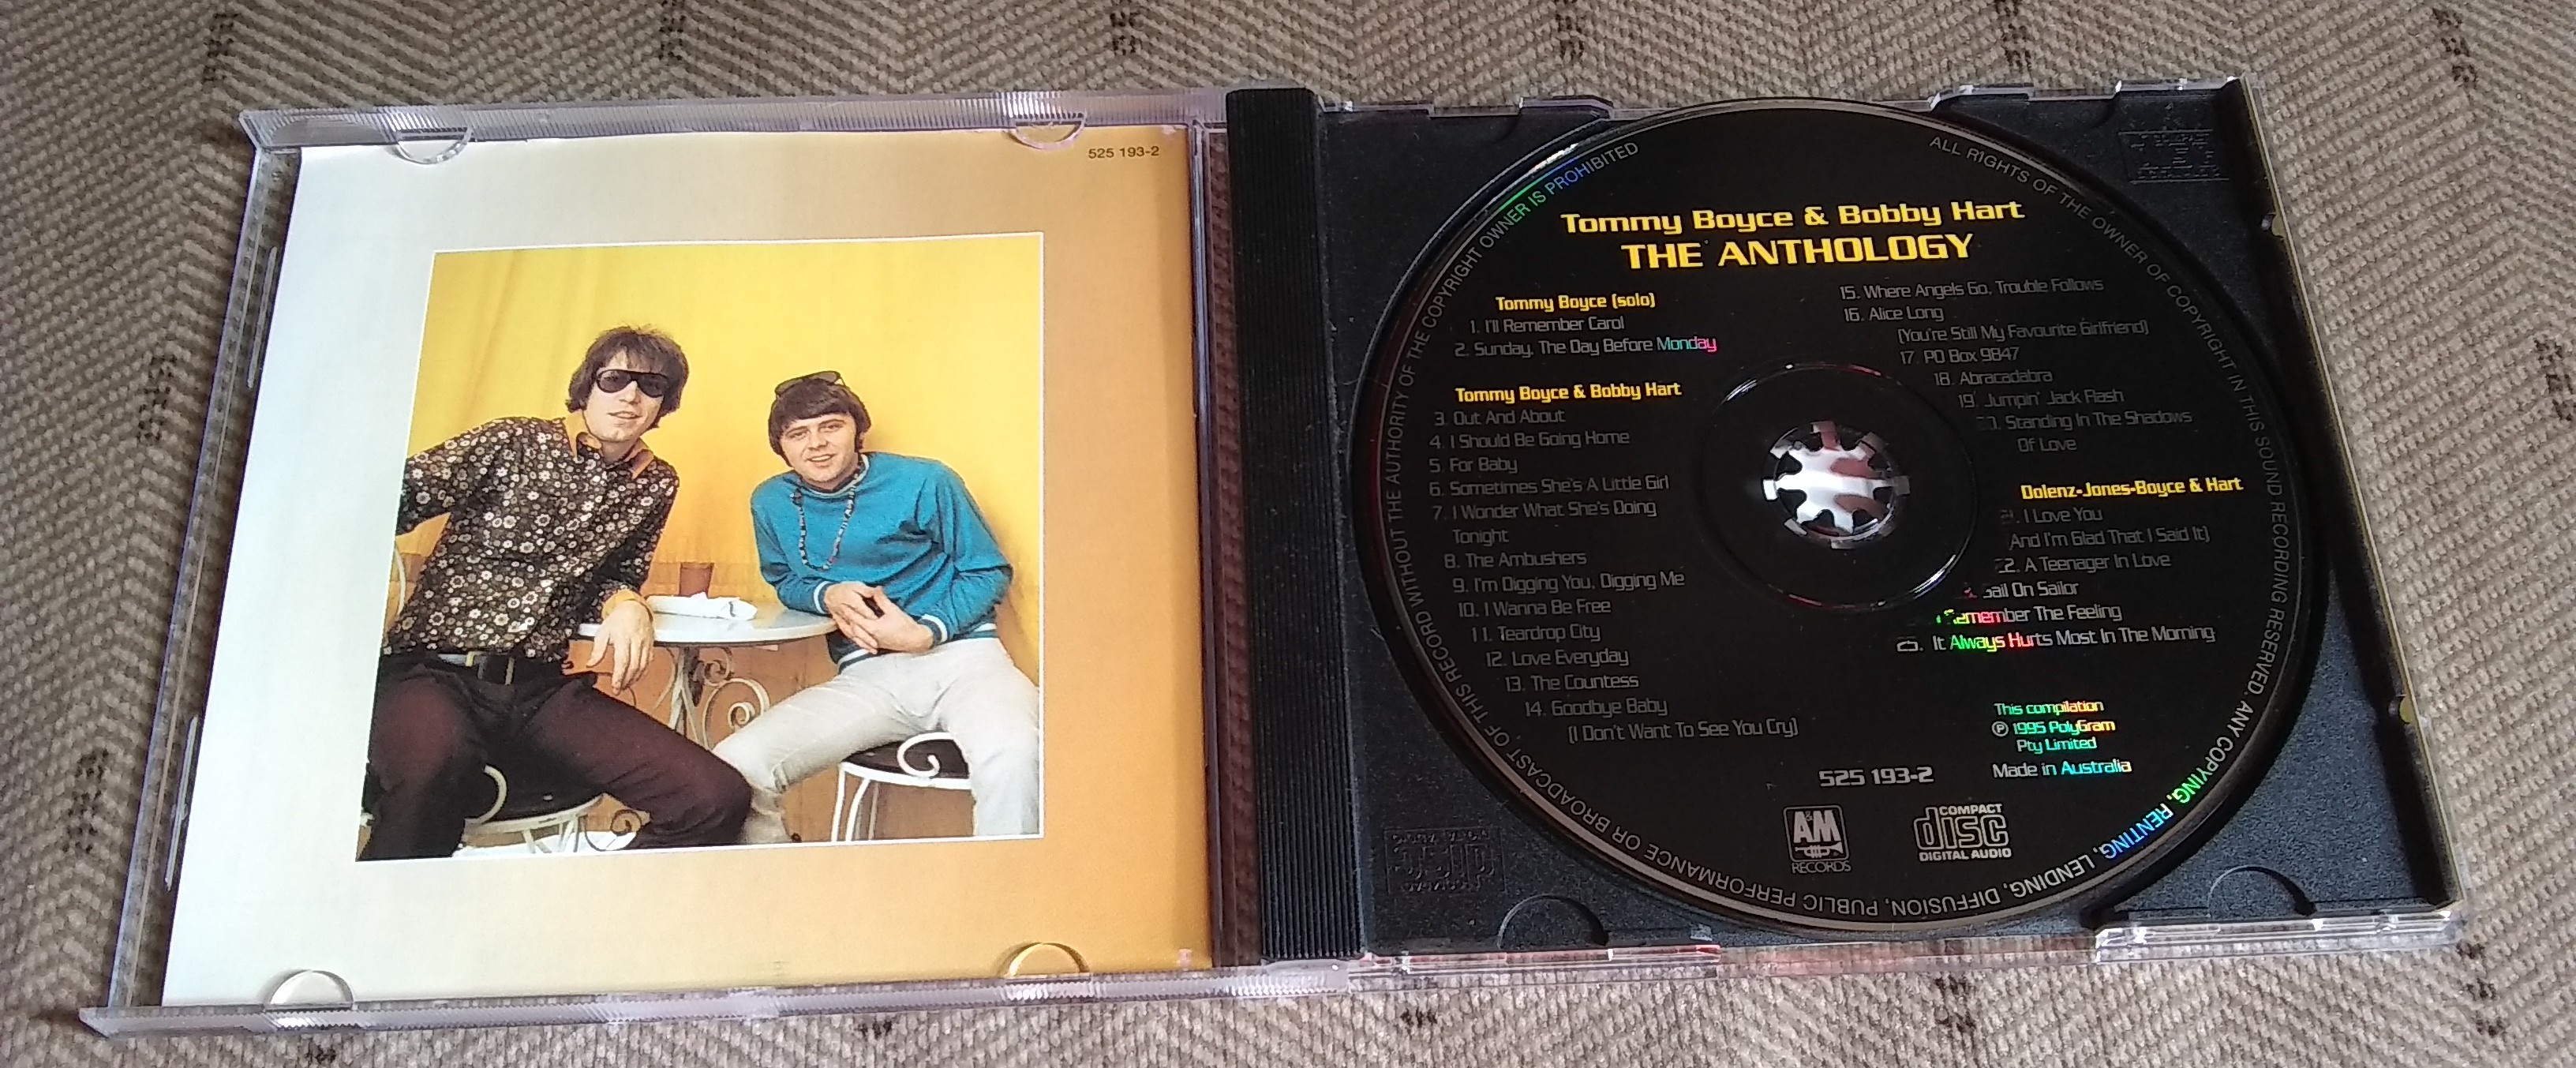 525 193-2
Tommy Boyce & Bobby Hart
THE ANTHOLOGY
Tommy Boyce (solo)
1. I'll Remember Carol
2. Sunday, The Day Before Monday
Tommy Boyce & Bobby Hart
3. Out And About
4. I Should Be Going Home
5. For Baby
6. Sometimes She's A Little Girl
7. I Wonder What She's Doing
Tonight
8. The Ambushers
9. I'm Digging You, Digging Me
10. I Wanna Be Free
11. Teardrop City
12. Love Everyday
13. The Countess
14. Goodbye Baby
(I Don't Want To See You Cry)
15. Where Angels Go, Trouble Follows
16. Alice Long
(You're Still My Favourite Girlfriend)
17. PO Box 9847
18. Abracadabra
19. Jumpin' Jack Flash
Standing In The Shadows
Of Love
Dolenz-Jones-Boyce & Hart
I Love You
(And I'm Glad That I Said It)
22. A Teenager In Love
Sail On Sailor
Remember The Feeling
25. It Always Hurts Most In The Morning
This compilation
℗ 1995 PolyGram
Pty Limited
Made in Australia
525 193-2
A&M
RECORDS
COMPACT
disc
DIGITAL AUDIO
ALL RIGHTS OF THE OWNER OF COPYRIGHT IN THIS SOUND RECORDING RESERVED. ANY COPYING, RENTING, LENDING, DIFFUSION, PUBLIC PERFORMANCE OR BROADCAST OF THIS RECORD WITHOUT THE AUTHORITY OF THE COPYRIGHT OWNER IS PROHIBITED